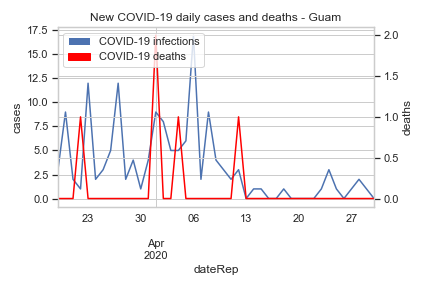 New COVID-19 daily cases and deaths - Guam
COVID-19 infections
COVID-19 deaths
17.5
15.0
12.5
10.0
7.5
5.0
2.5
0.0
cases
2.0
1.5
1.0
0.5
0.0
deaths
23 30 06 13 20 27
Apr
2020
dateRep